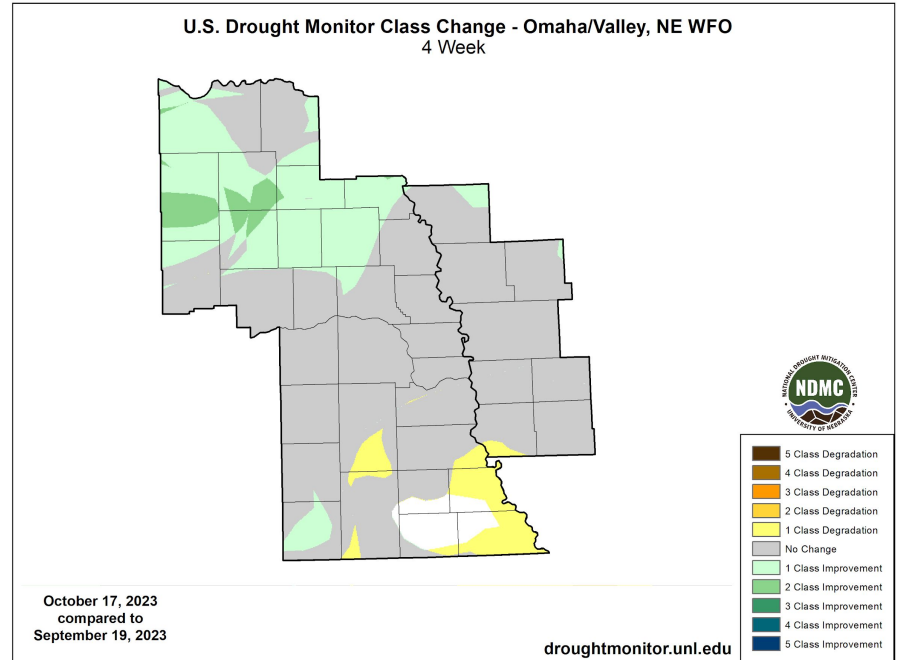 U.S. Drought Monitor Class Change - Omaha/Valley, NE WFO
4 Week
NATIONAL DROUGHT MITIGATION CENTER
NDMC
UNIVERSITY OF NEBRASKA
5 Class Degradation
4 Class Degradation
3 Class Degradation
2 Class Degradation
1 Class Degradation
No Change
1 Class Improvement
2 Class Improvement
3 Class Improvement
4 Class Improvement
5 Class Improvement
October 17, 2023
compared to
September 19, 2023
droughtmonitor.unl.edu